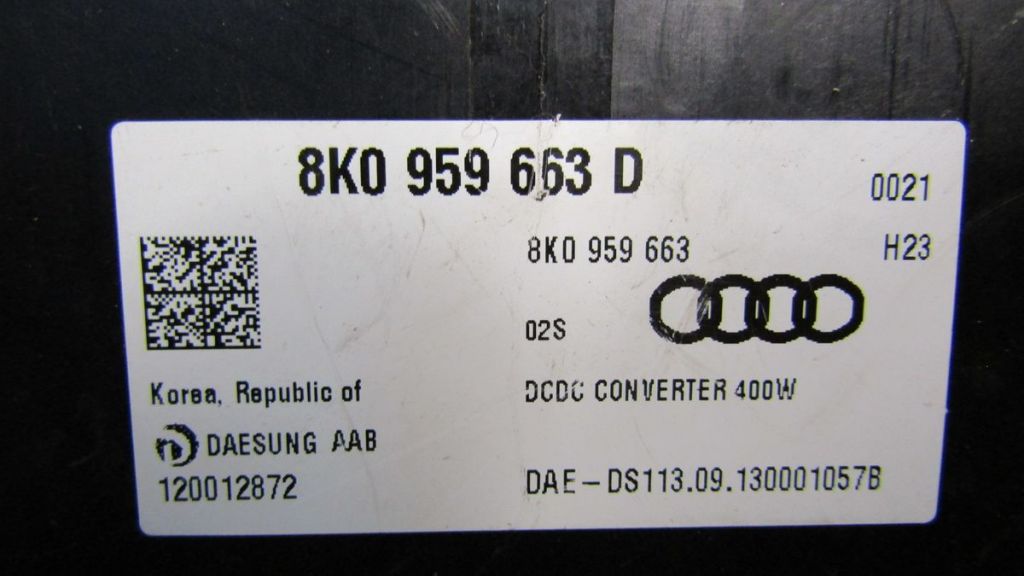 8K0 959 663 D
0021
8K0 959 663
H23
02S
Korea, Republic of
DCDC CONVERTER 400W
DAESUNG AAB
120012872
DAE-DS113.09.130001057B